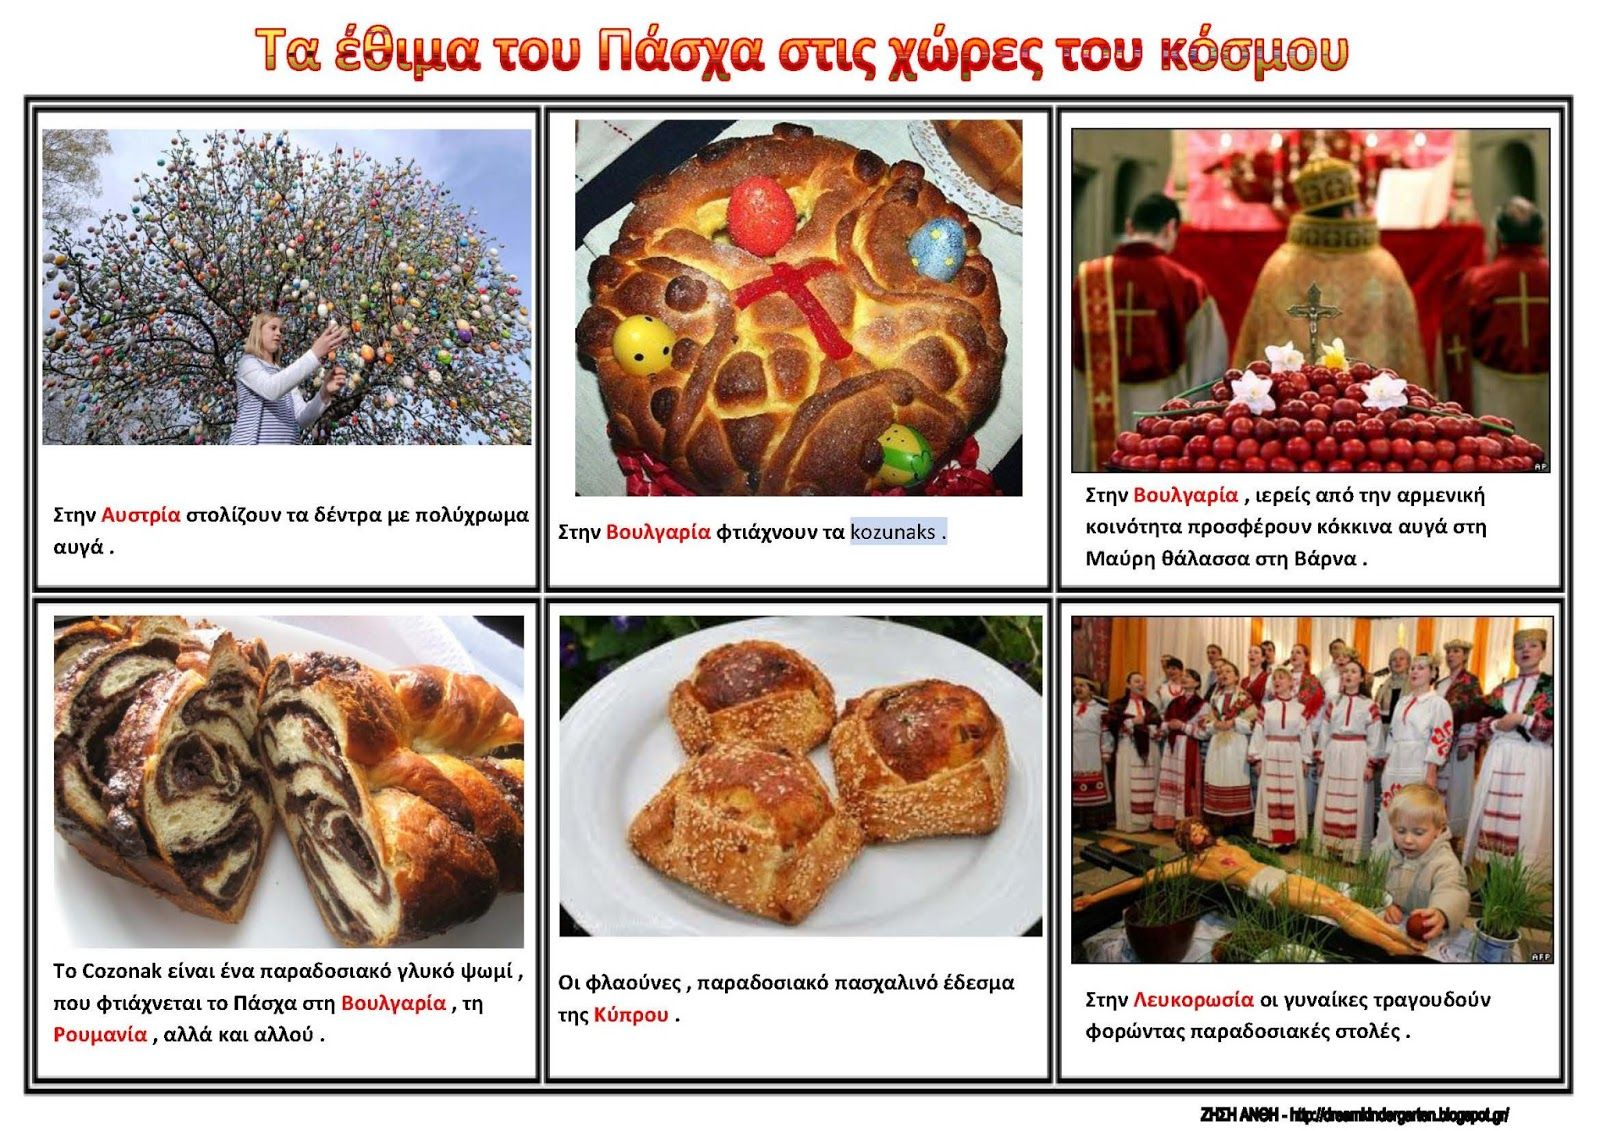 Τα έθιμα του Πάσχα στις χώρες του κόσμου
Στην Αυστρία στολίζουν τα δέντρα με πολύχρωμα
αυγά .
Στην Βουλγαρία φτιάχνουν τα kozunaks .
AP
Στην Βουλγαρία , ιερείς από την αρμενική
κοινότητα προσφέρουν κόκκινα αυγά στη
Μαύρη θάλασσα στη Βάρνα .
Το Cozonak είναι ένα παραδοσιακό γλυκό ψωμί ,
που φτιάχνεται το Πάσχα στη Βουλγαρία , τη
Ρουμανία , αλλά και αλλού .
Οι φλαούνες , παραδοσιακό πασχαλινό έδεσμα
της Κύπρου .
AFP
Στην Λευκορωσία οι γυναίκες τραγουδούν
φορώντας παραδοσιακές στολές .
ΖΗΣΗ ΑΝΘΗ - http://dreamkindergarten.blogspot.gr/